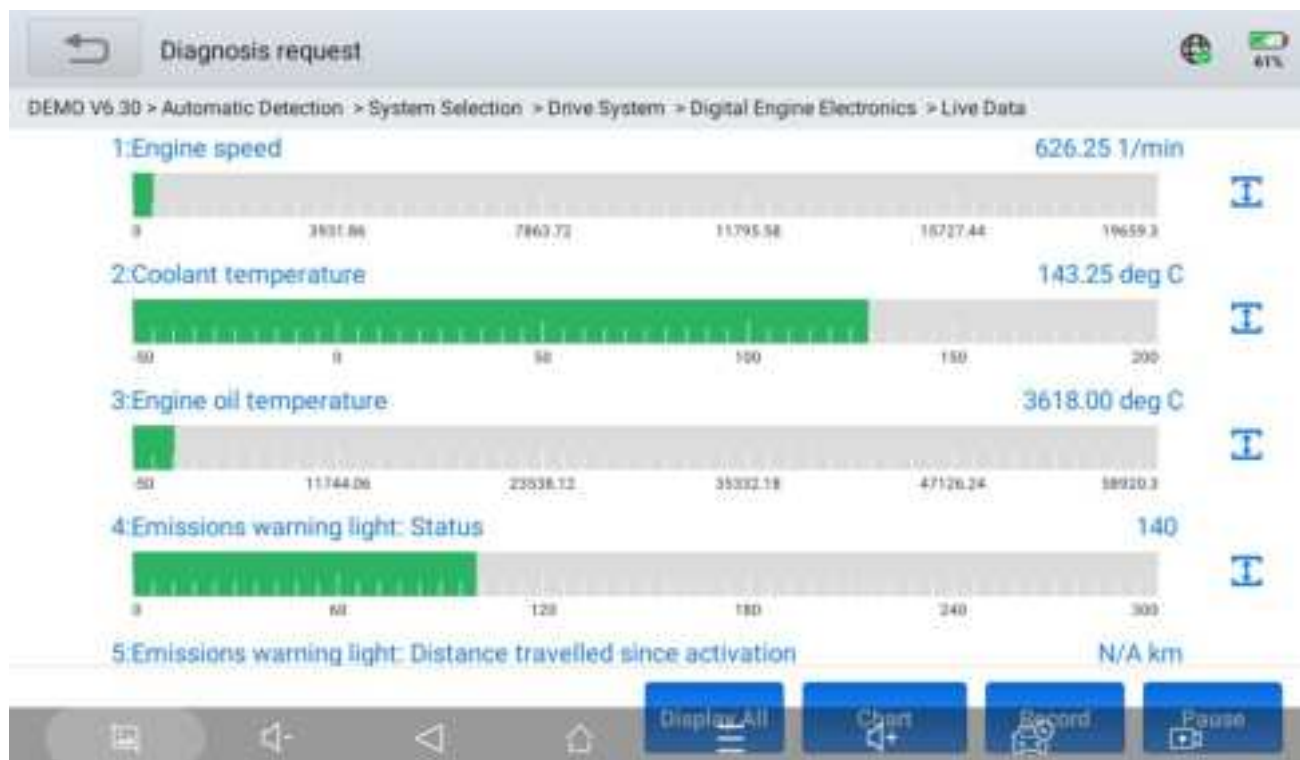 Diagnosis request
61%
DEMO V6.30 > Automatic Detection > System Selection > Drive System > Digital Engine Electronics > Live Data
1:Engine speed 626.25 1/min
0 3931.86 7863.72 11795.58 15727.44 19659.3
2:Coolant temperature 143.25 deg C
-50 0 50 100 150 200
3:Engine oil temperature 3618.00 deg C
-50 11744.06 23538.12 35332.18 47126.24 58920.3
4:Emissions warning light: Status 140
0 60 120 180 240 300
5:Emissions warning light: Distance travelled since activation N/A km
Display All Chart Record Pause